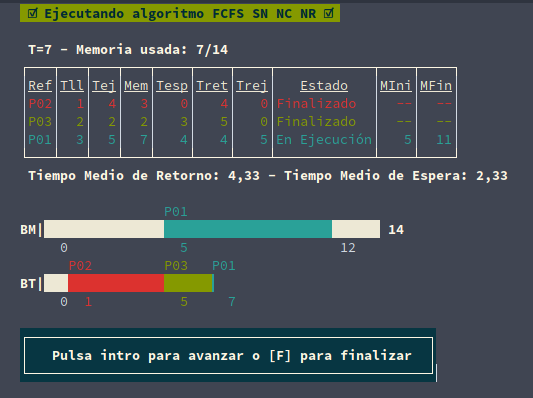 ☑ Ejecutando algoritmo FCFS SN NC NR ☑
T=7 - Memoria usada: 7/14
Ref Tll Tej Mem Tesp Tret Trej Estado MIni MFin
P02 1 4 3 0 4 0 Finalizado -- --
P03 2 2 2 3 5 0 Finalizado -- --
P01 3 5 7 4 4 5 En Ejecución 5 11
Tiempo Medio de Retorno: 4,33 - Tiempo Medio de Espera: 2,33
P01
BM| 14
0 5 12
P02 P03 P01
BT|
0 1 5 7
Pulsa intro para avanzar o [F] para finalizar